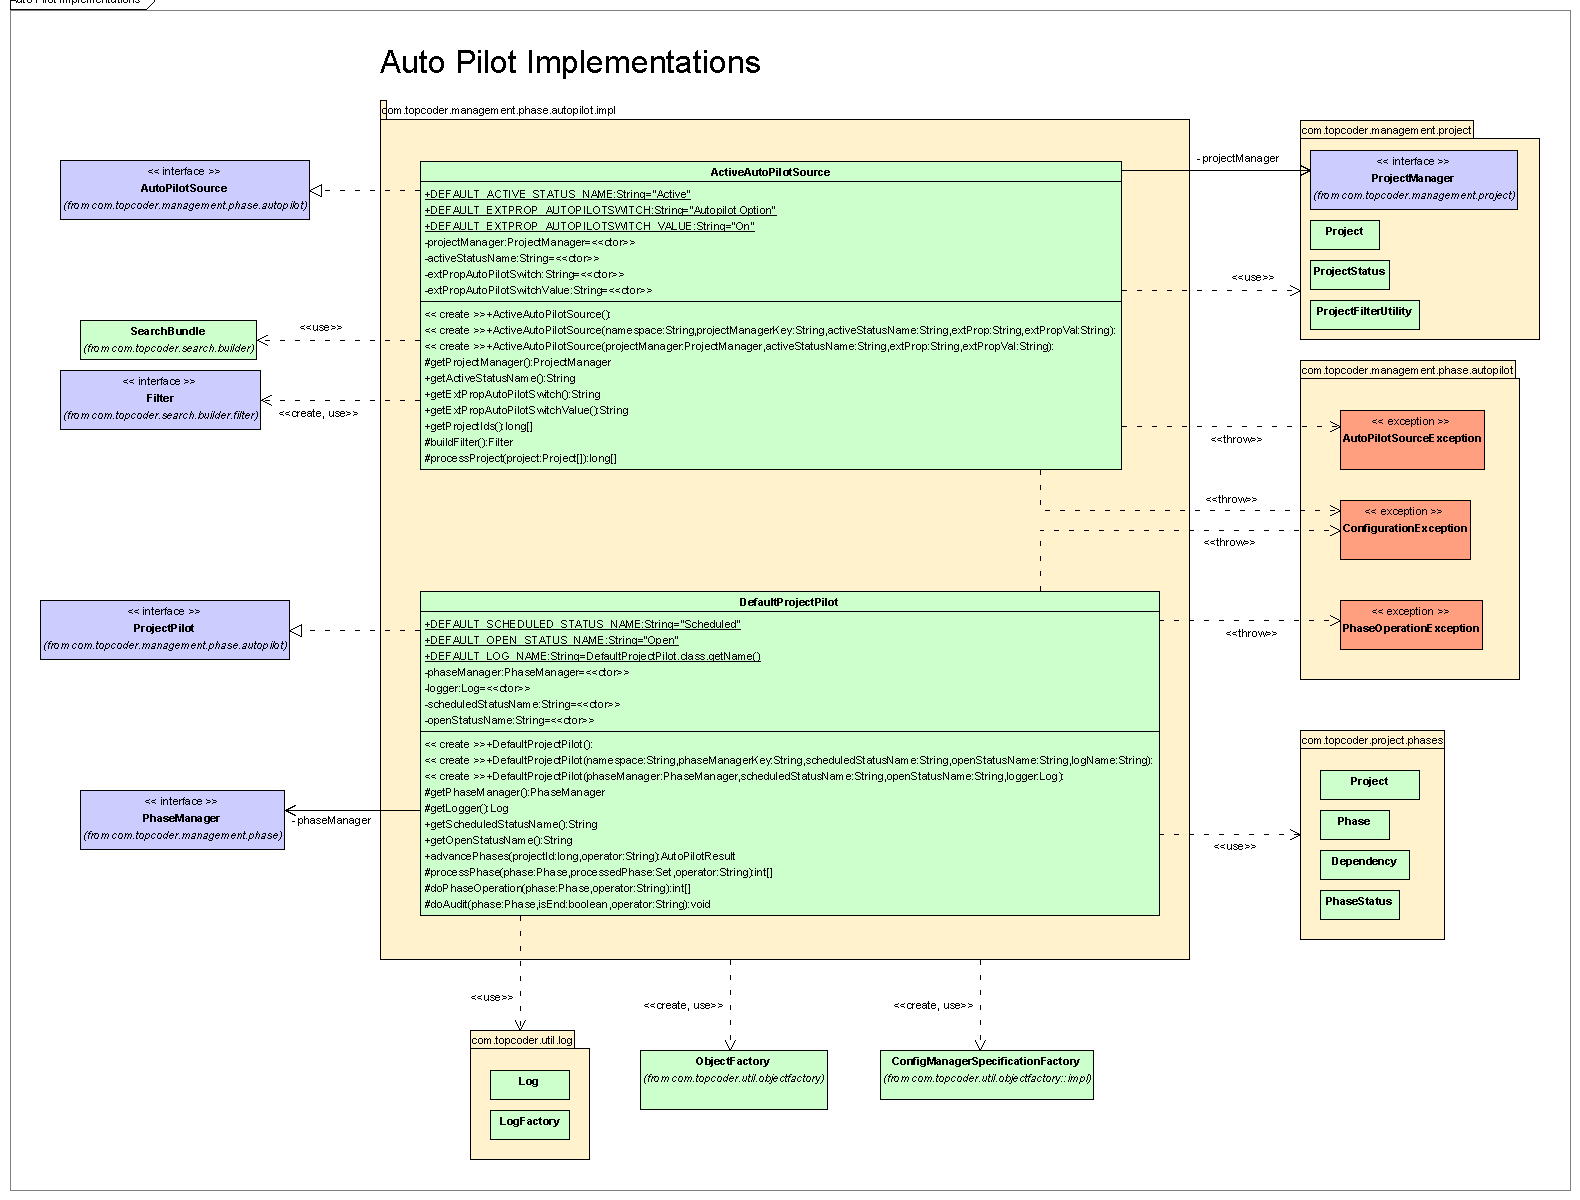 Auto Pilot Implementations
Auto Pilot Implementations
com.topcoder.management.phase.autopilot.impl
<< interface >>
AutoPilotSource
(from com.topcoder.management.phase.autopilot)
ActiveAutoPilotSource
+DEFAULT_ACTIVE_STATUS_NAME:String="Active"
+DEFAULT_EXTPROP_AUTOPILOTSWITCH:String="Autopilot Option"
+DEFAULT_EXTPROP_AUTOPILOTSWITCH_VALUE:String="On"
-projectManager:ProjectManager=<<ctor>>
-activeStatusName:String=<<ctor>>
-extPropAutoPilotSwitch:String=<<ctor>>
-extPropAutoPilotSwitchValue:String=<<ctor>>
<< create >>+ActiveAutoPilotSource():
<< create >>+ActiveAutoPilotSource(namespace:String,projectManagerKey:String,activeStatusName:String,extProp:String,extPropVal:String):
<< create >>+ActiveAutoPilotSource(projectManager:ProjectManager,activeStatusName:String,extProp:String,extPropVal:String):
#getProjectManager():ProjectManager
+getActiveStatusName():String
+getExtPropAutoPilotSwitch():String
+getExtPropAutoPilotSwitchValue():String
+getProjectIds():long[]
#buildFilter():Filter
#processProject(project:Project[]):long[]
- projectManager
com.topcoder.management.project
<< interface >>
ProjectManager
(from com.topcoder.management.project)
Project
ProjectStatus
ProjectFilterUtility
<<use>>
<<use>>
SearchBundle
(from com.topcoder.search.builder)
<< interface >>
Filter
(from com.topcoder.search.builder.filter)
<<create, use>>
com.topcoder.management.phase.autopilot
<< exception >>
AutoPilotSourceException
<<throw>>
<<throw>>
<< exception >>
ConfigurationException
<<throw>>
<< exception >>
PhaseOperationException
<<throw>>
<< interface >>
ProjectPilot
(from com.topcoder.management.phase.autopilot)
DefaultProjectPilot
+DEFAULT_SCHEDULED_STATUS_NAME:String="Scheduled"
+DEFAULT_OPEN_STATUS_NAME:String="Open"
+DEFAULT_LOG_NAME:String=DefaultProjectPilot.class.getName()
-phaseManager:PhaseManager=<<ctor>>
-logger:Log=<<ctor>>
-scheduledStatusName:String=<<ctor>>
-openStatusName:String=<<ctor>>
<< create >>+DefaultProjectPilot():
<< create >>+DefaultProjectPilot(namespace:String,phaseManagerKey:String,scheduledStatusName:String,openStatusName:String,logName:String):
<< create >>+DefaultProjectPilot(phaseManager:PhaseManager,scheduledStatusName:String,openStatusName:String,logger:Log):
#getPhaseManager():PhaseManager
#getLogger():Log
+getScheduledStatusName():String
+getOpenStatusName():String
+advancePhases(projectId:long,operator:String):AutoPilotResult
#processPhase(phase:Phase,processedPhase:Set,operator:String):int[]
#doPhaseOperation(phase:Phase,operator:String):int[]
#doAudit(phase:Phase,isEnd:boolean,operator:String):void
<< interface >>
PhaseManager
(from com.topcoder.management.phase)
- phaseManager
com.topcoder.project.phases
Project
Phase
Dependency
PhaseStatus
<<use>>
<<use>>
<<create, use>>
<<create, use>>
com.topcoder.util.log
Log
LogFactory
ObjectFactory
(from com.topcoder.util.objectfactory)
ConfigManagerSpecificationFactory
(from com.topcoder.util.objectfactory::impl)